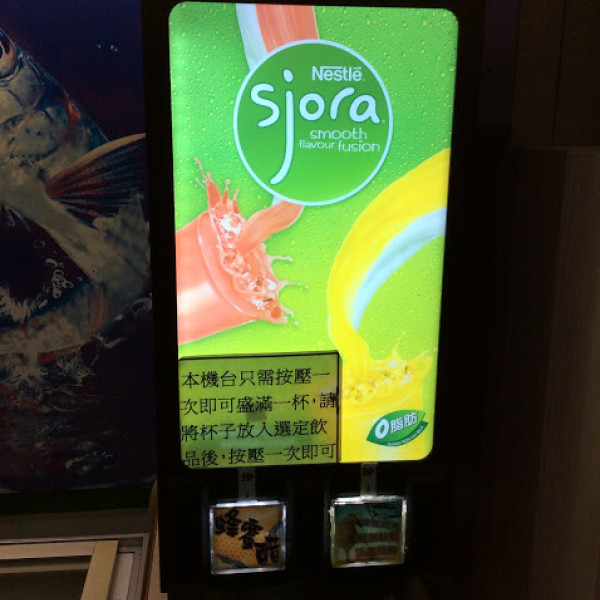 Nestlé
sjora
smooth
flavour fusion
本機台只需按壓一
次即可盛滿一杯，請
將杯子放入選定飲
品後，按壓一次即可
0脂肪
蜂蜜醋